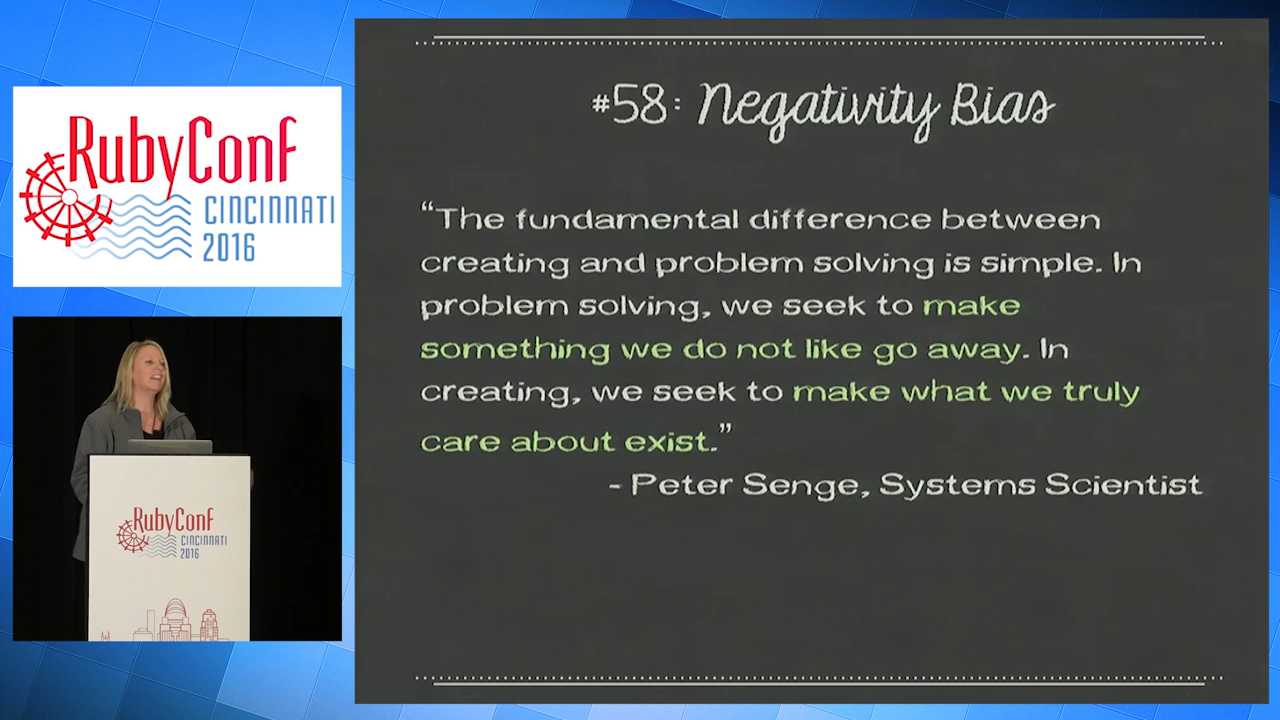 RubyConf
CINCINNATI
2016
RubyConf
CINCINNATI
2016
#58: Negativity Bias
“The fundamental difference between
creating and problem solving is simple. In
problem solving, we seek to make
something we do not like go away. In
creating, we seek to make what we truly
care about exist.”
- Peter Senge, Systems Scientist